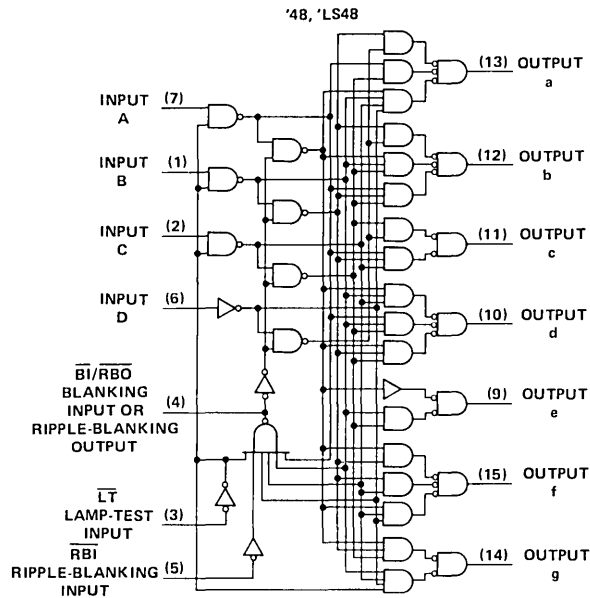 '48, 'LS48
(13) OUTPUT
a
INPUT (7)
A
(12) OUTPUT
b
INPUT (1)
B
(11) OUTPUT
c
INPUT (2)
C
(10) OUTPUT
d
INPUT (6)
D
(9) OUTPUT
e
BI/RBO
BLANKING
INPUT OR (4)
RIPPLE-BLANKING
OUTPUT
(15) OUTPUT
f
LT
LAMP-TEST
(3)
INPUT
(14) OUTPUT
g
RBI
RIPPLE-BLANKING (5)
INPUT